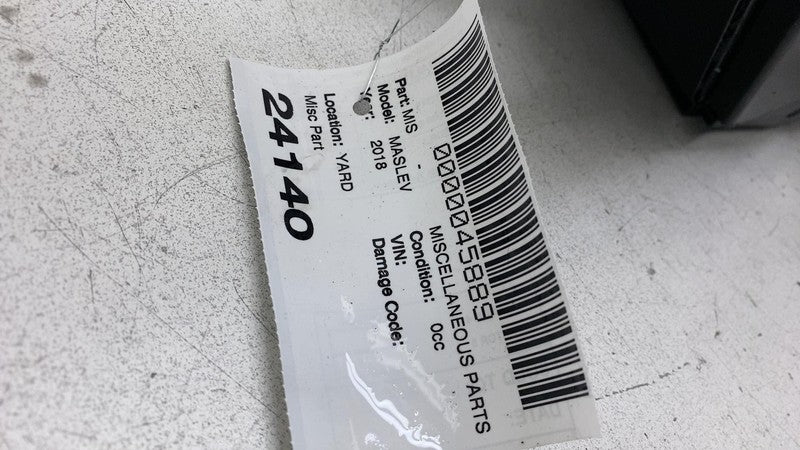 0000045889
Part: MIS - MISCELLANEOUS PARTS
Model: MASLEV Condition: 0cc
Year: 2018 VIN:
Damage Code:
Location: YARD
Misc Part
24140